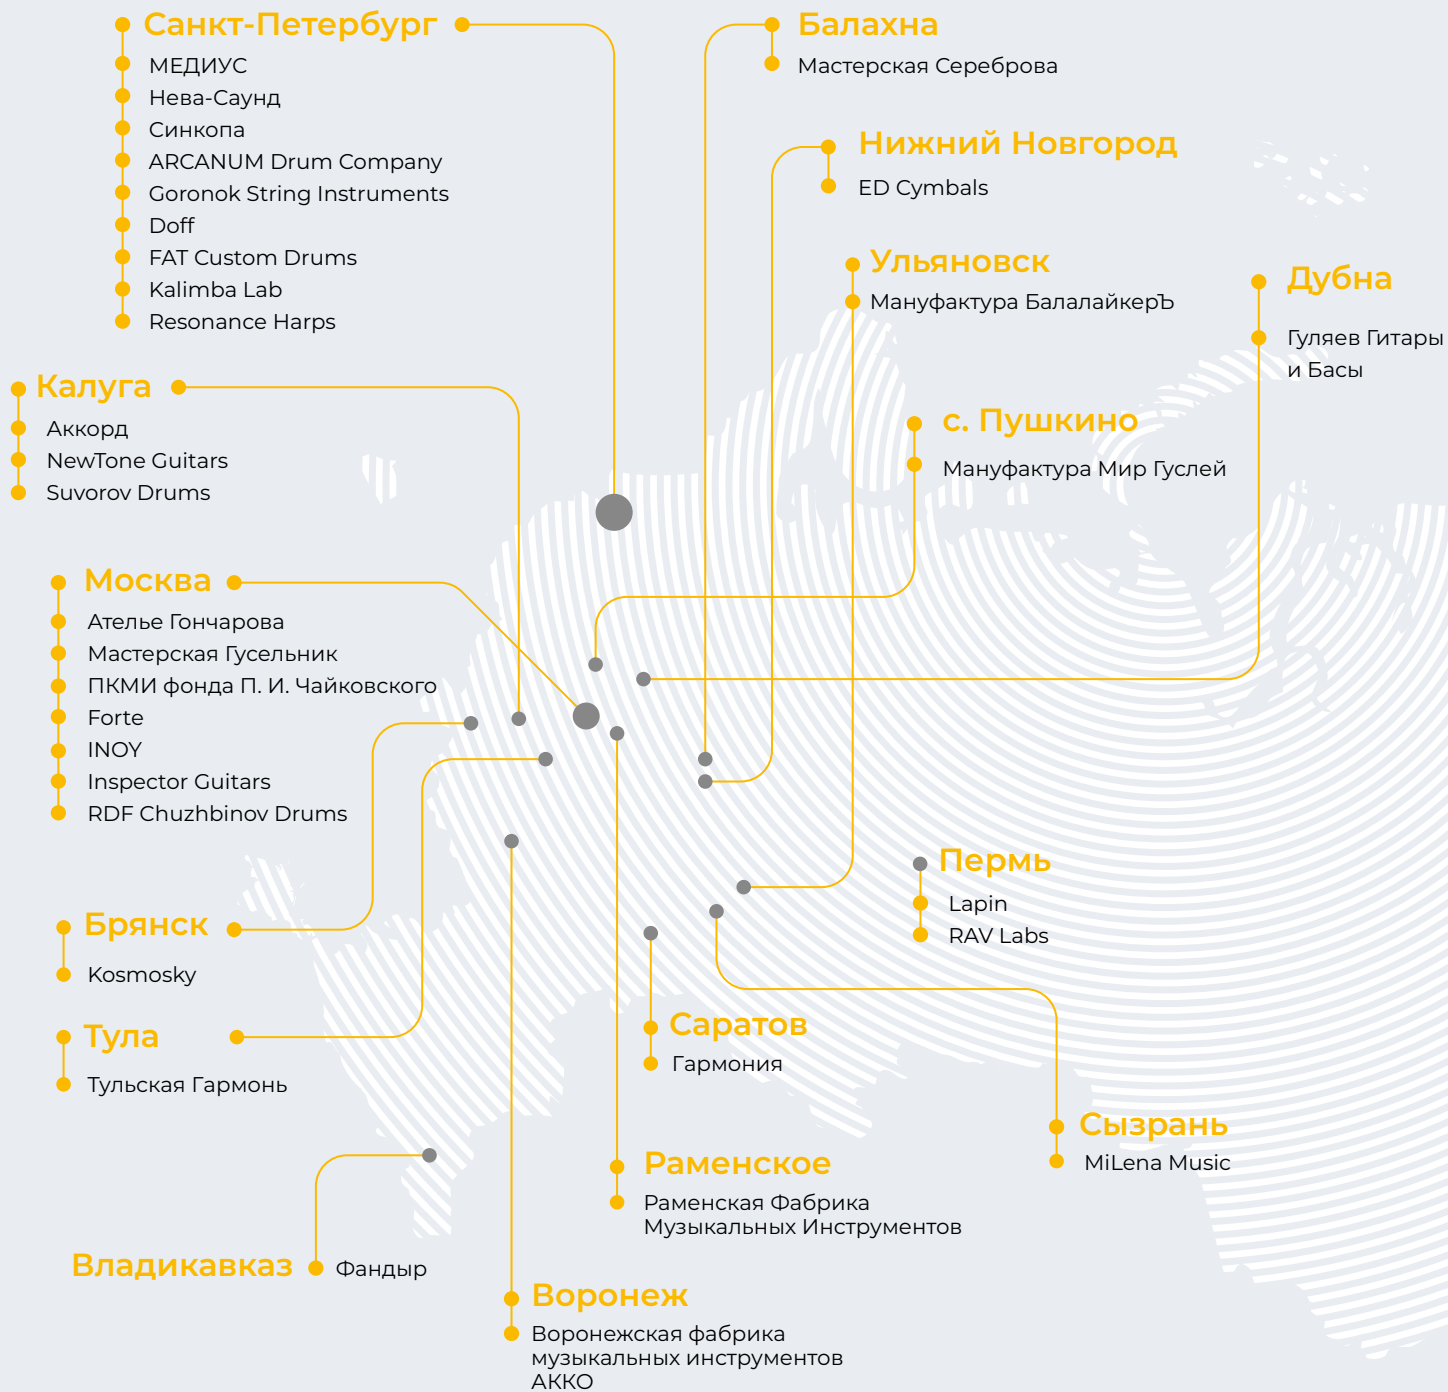 Санкт-Петербург
МЕДИУС
Нева-Саунд
Синкопа
ARCANUM Drum Company
Goronok String Instruments
Doff
FAT Custom Drums
Kalimba Lab
Resonance Harps
Балахна
Мастерская Сереброва
Нижний Новгород
ED Cymbals
Ульяновск
Мануфактура БалалайкерЪ
Дубна
Гуляев Гитары
и Басы
Калуга
Аккорд
NewTone Guitars
Suvorov Drums
с. Пушкино
Мануфактура Мир Гуслей
Москва
Ателье Гончарова
Мастерская Гусельник
ПКМИ фонда П. И. Чайковского
Forte
INOY
Inspector Guitars
RDF Chuzhbinov Drums
Пермь
Lapin
RAV Labs
Брянск
Kosmosky
Тула
Тульская Гармонь
Саратов
Гармония
Сызрань
MiLena Music
Раменское
Раменская Фабрика
Музыкальных Инструментов
Владикавказ
Фандыр
Воронеж
Воронежская фабрика
музыкальных инструментов
АККО